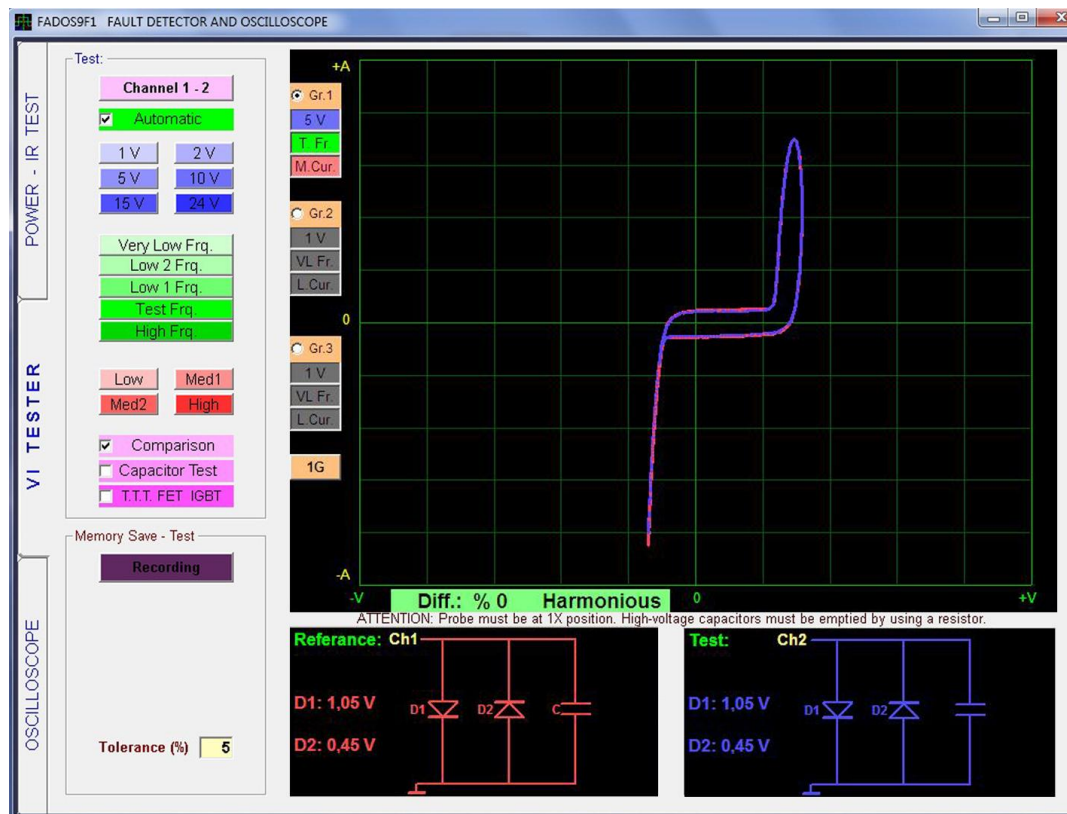 FADOS9F1 FAULT DETECTOR AND OSCILLOSCOPE
POWER - IR TEST
VI TESTER
OSCILLOSCOPE
Test:
Channel 1 - 2
Automatic
1 V 2 V
5 V 10 V
15 V 24 V
Very Low Frq.
Low 2 Frq.
Low 1 Frq.
Test Frq.
High Frq.
Low Med1
Med2 High
Comparison
Capacitor Test
T.T.T. FET IGBT
Memory Save - Test
Recording
Tolerance (%) 5
+A
Gr.1
5 V
T. Fr.
M.Cur.
Gr.2
1 V
VL Fr.
L.Cur.
0
Gr.3
1 V
VL Fr.
L.Cur.
1G
-A
-V 0 +V
Diff.: % 0 Harmonious
ATTENTION: Probe must be at 1X position. High-voltage capacitors must be emptied by using a resistor.
Referance: Ch1
D1: 1,05 V D1 D2 C
D2: 0,45 V
Test: Ch2
D1: 1,05 V D1 D2
D2: 0,45 V